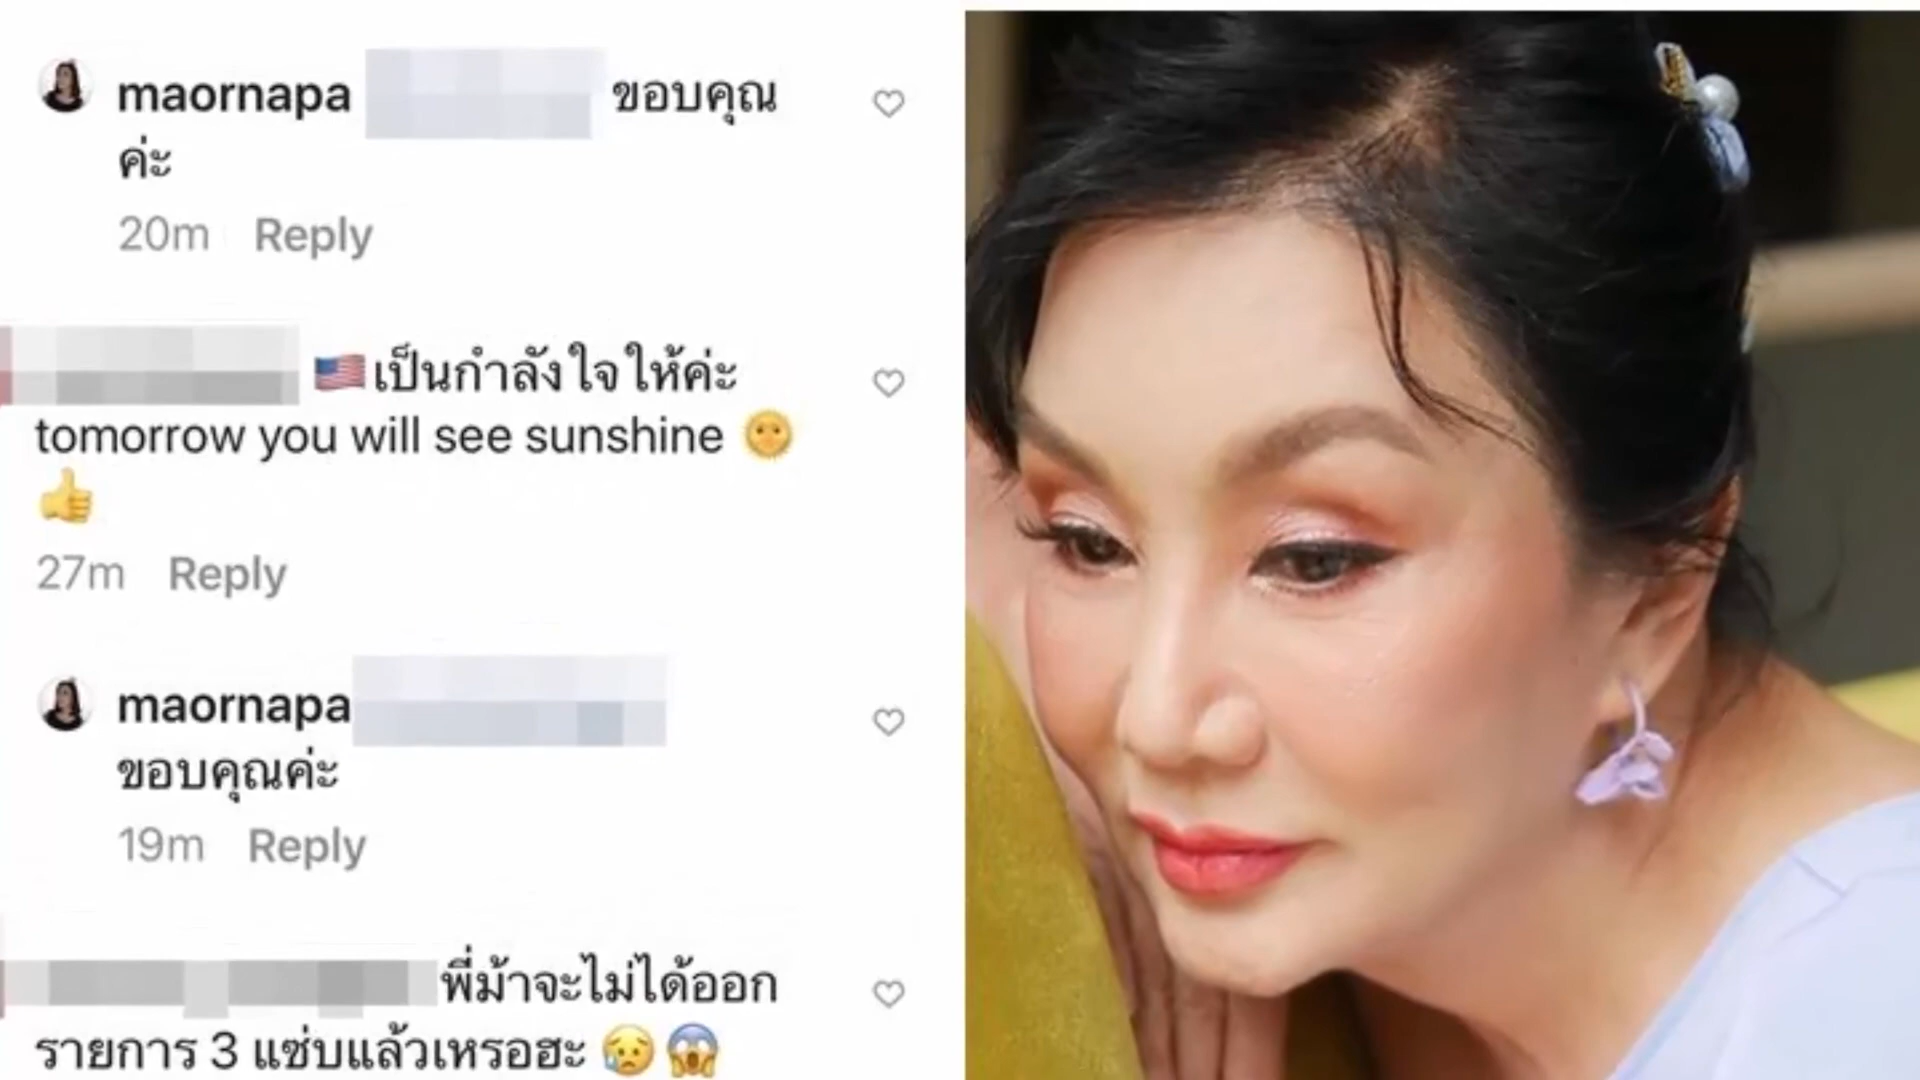 maornapa ขอบคุณ
ค่ะ
20m Reply
🇺🇸เป็นกำลังใจให้ค่ะ
tomorrow you will see sunshine 🌞
👍
27m Reply
maornapa
ขอบคุณค่ะ
19m Reply
พี่ม้าจะไม่ได้ออก
รายการ 3 แซ่บแล้วเหรอฮะ 😥 😱